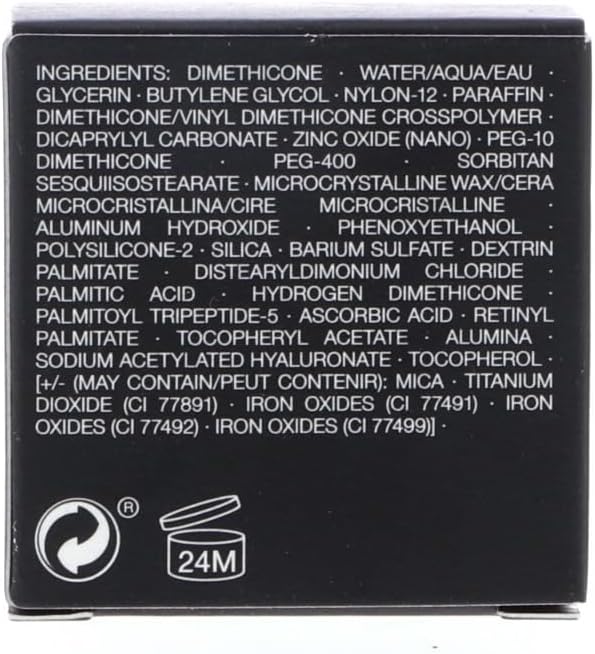 INGREDIENTS: DIMETHICONE · WATER/AQUA/EAU ·
GLYCERIN · BUTYLENE GLYCOL · NYLON-12 · PARAFFIN ·
DIMETHICONE/VINYL DIMETHICONE CROSSPOLYMER ·
DICAPRYLYL CARBONATE · ZINC OXIDE (NANO) · PEG-10
DIMETHICONE · PEG-400 · SORBITAN
SESQUIISOSTEARATE · MICROCRYSTALLINE WAX/CERA
MICROCRISTALLINA/CIRE MICROCRISTALLINE ·
ALUMINUM HYDROXIDE · PHENOXYETHANOL ·
POLYSILICONE-2 · SILICA · BARIUM SULFATE · DEXTRIN
PALMITATE · DISTEARYLDIMONIUM CHLORIDE ·
PALMITIC ACID · HYDROGEN DIMETHICONE ·
PALMITOYL TRIPEPTIDE-5 · ASCORBIC ACID · RETINYL
PALMITATE · TOCOPHERYL ACETATE · ALUMINA ·
SODIUM ACETYLATED HYALURONATE · TOCOPHEROL ·
[+/- (MAY CONTAIN/PEUT CONTENIR): MICA · TITANIUM
DIOXIDE (CI 77891) · IRON OXIDES (CI 77491) · IRON
OXIDES (CI 77492) · IRON OXIDES (CI 77499)] ·
®
24M